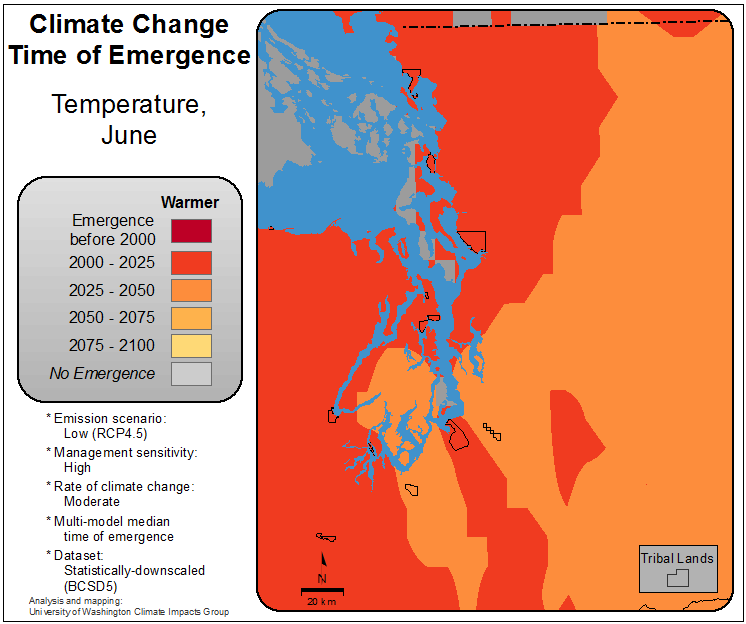 Climate Change
Time of Emergence
Temperature,
June
Warmer
Emergence
before 2000
2000 - 2025
2025 - 2050
2050 - 2075
2075 - 2100
No Emergence
* Emission scenario:
Low (RCP4.5)
* Management sensitivity:
High
* Rate of climate change:
Moderate
* Multi-model median
time of emergence
* Dataset:
Statistically-downscaled
(BCSD5)
Analysis and mapping:
University of Washington Climate Impacts Group
N
20 km
Tribal Lands